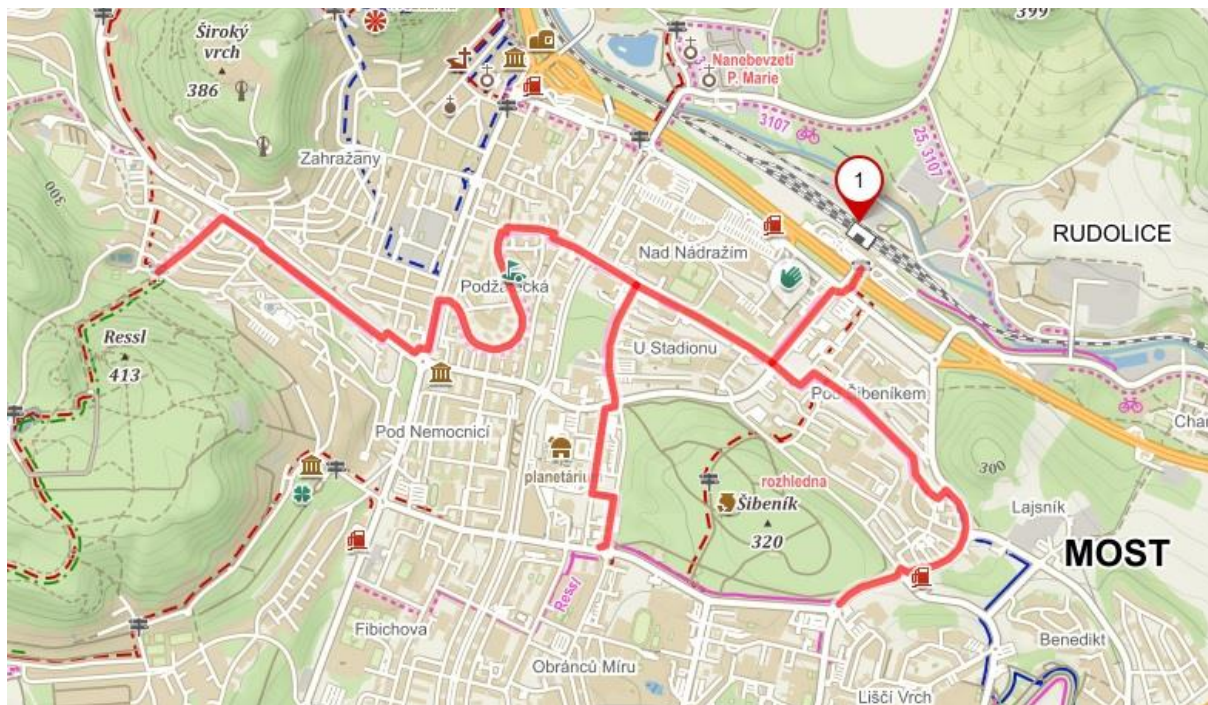 399
Široký
vrch
386
Nanebevzetí
P. Marie
3107
25, 3107
Zahražany
1
300
RUDOLICE
Nad Nádražím
Podžatecká
Ressl
413
U Stadionu
Pod Šibeníkem
Pod Nemocnicí
planetárium
rozhledna
300
Šibeník
320
Lajsník
MOST
Ressl
Fibichova
Benedikt
Obránců Míru
Liščí Vrch